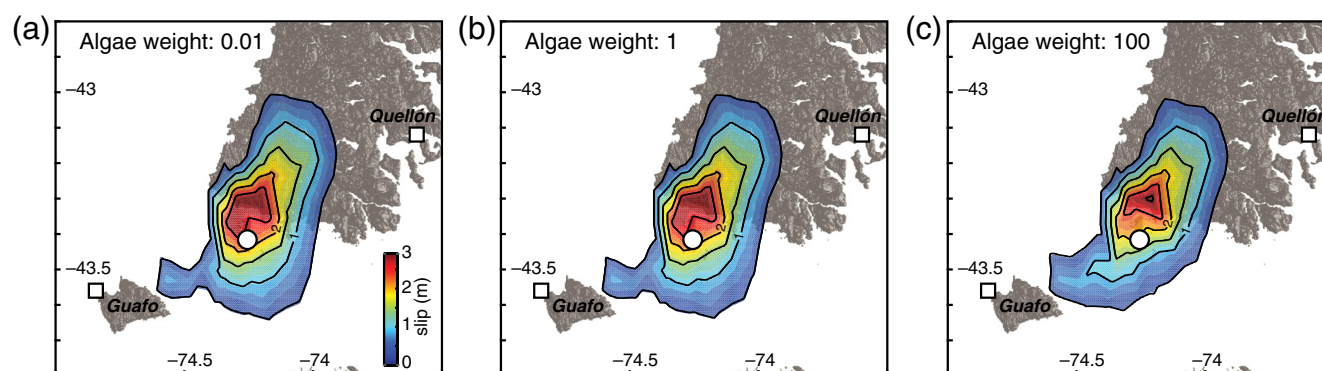 (a) Algae weight: 0.01
−43
Quellón
2
1
−43.5
Guafo
3
2
1
0
slip (m)
−74.5 −74
(b) Algae weight: 1
−43
Quellón
2
1
−43.5
Guafo
−74.5 −74
(c) Algae weight: 100
−43
Quellón
2
1
−43.5
Guafo
−74.5 −74